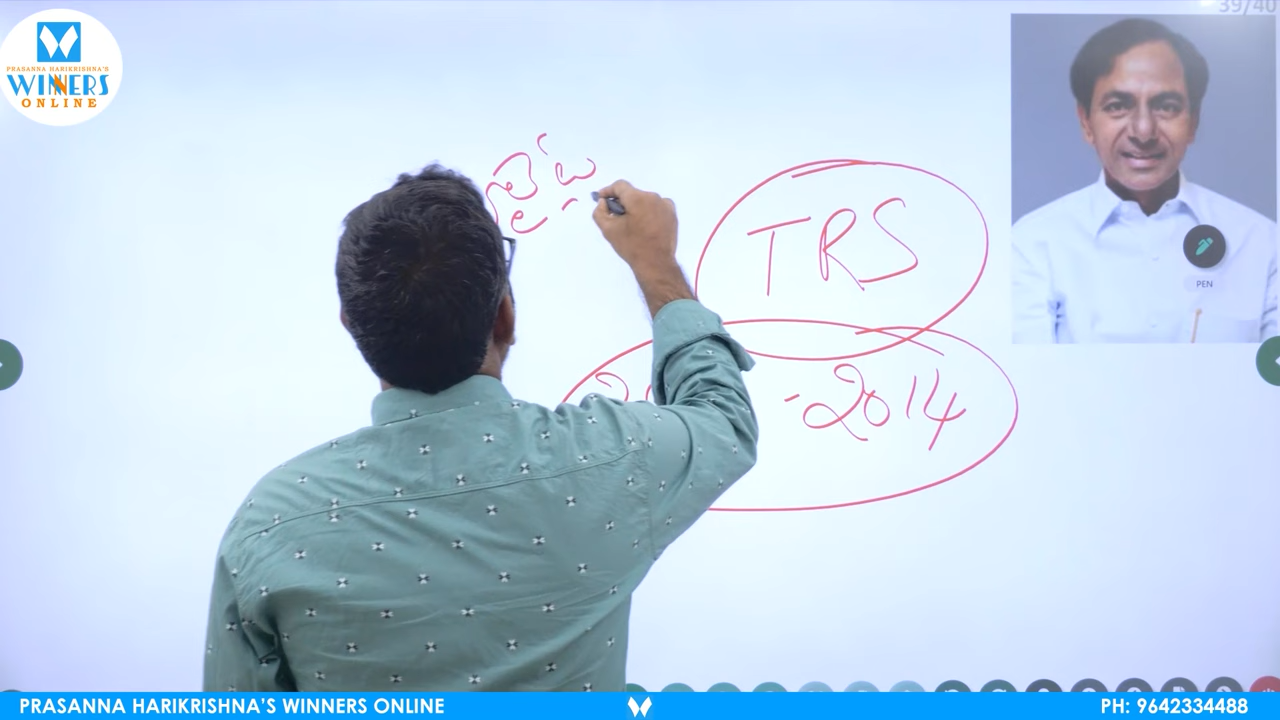 39/40
PRASANNA HARIKRISHNA'S
WINNERS
ONLINE
TRS
PEN
-2014
PRASANNA HARIKRISHNA'S WINNERS ONLINE
PH: 9642334488